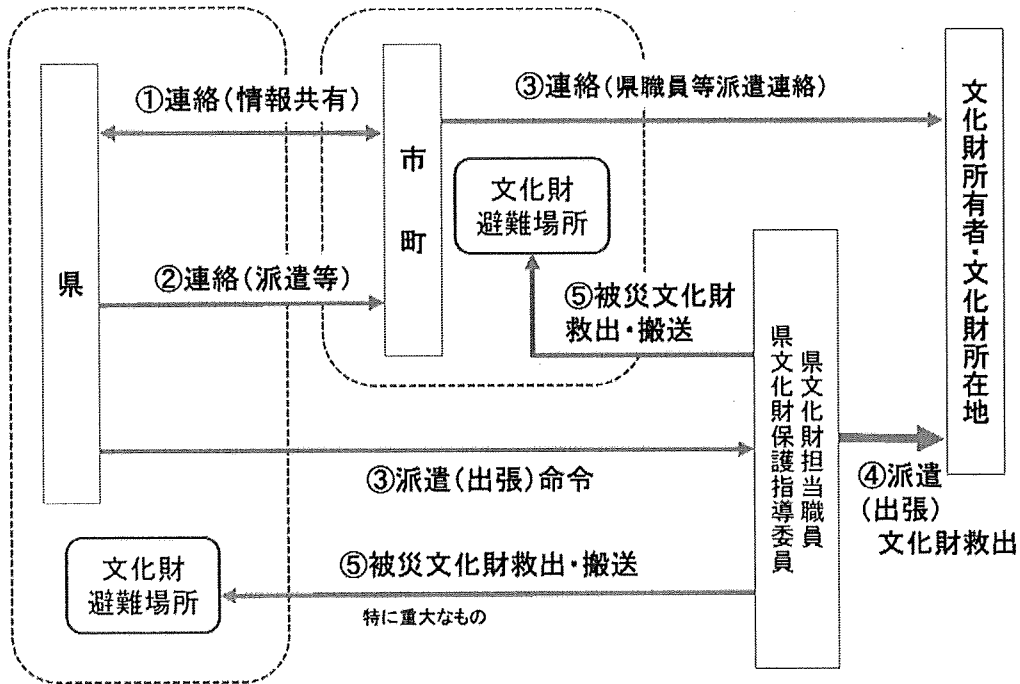 ①連絡(情報共有)
③連絡(県職員等派遣連絡)
県
市町
文化財
避難場所
文化財所有者・文化財所在地
②連絡(派遣等)
⑤被災文化財
救出・搬送
県文化財担当職員
県文化財保護指導委員
③派遣(出張)命令
④派遣
(出張)
文化財救出
文化財
避難場所
⑤被災文化財救出・搬送
特に重大なもの